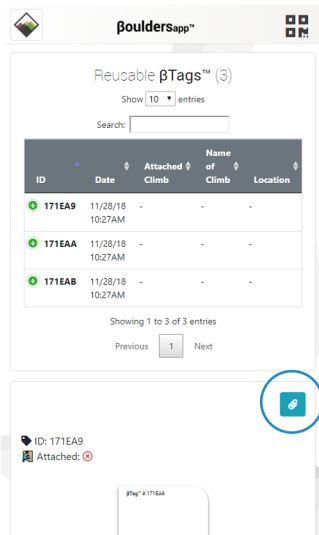 βouldersapp™
Reusable βTags™ (3)
Show 10 entries
Search:
ID Date Attached Climb Name of Climb Location
171EA9 11/28/18 10:27AM - - -
171EAA 11/28/18 10:27AM - - -
171EAB 11/28/18 10:27AM - - -
Showing 1 to 3 of 3 entries
Previous 1 Next
ID: 171EA9
Attached:
βTag™ # 171EA9